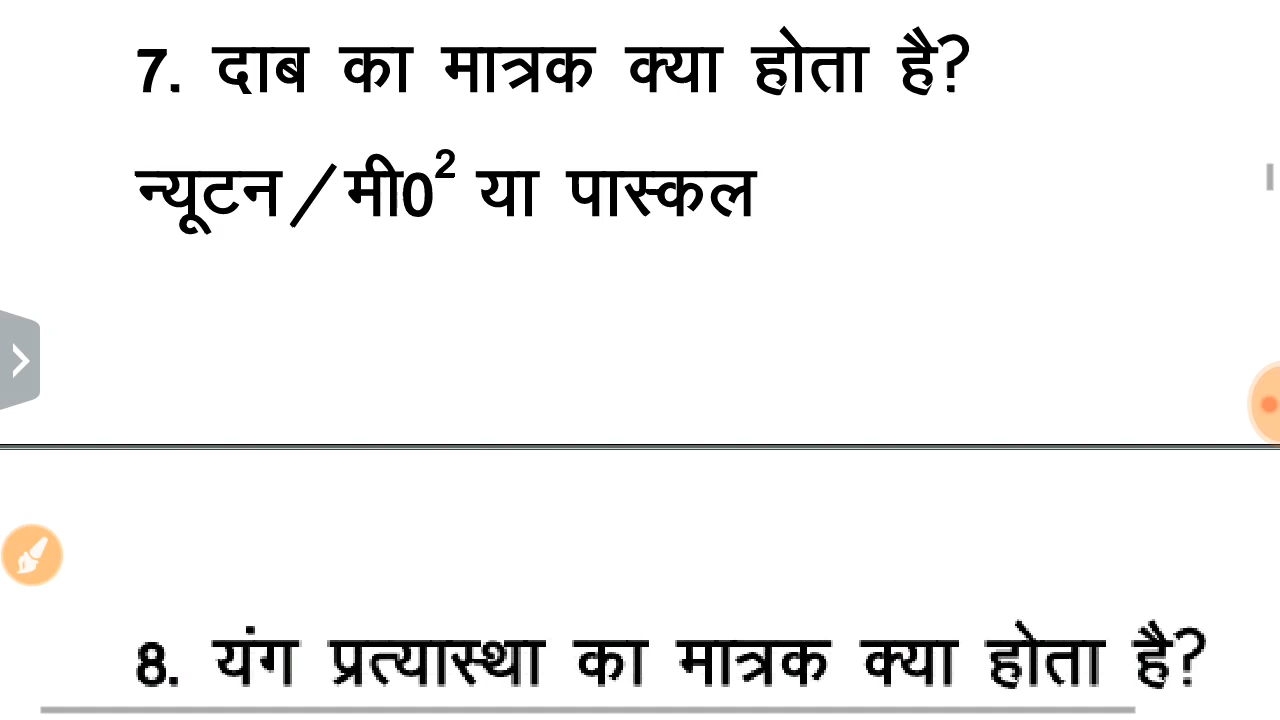 7. दाब का मात्रक क्या होता है?
न्यूटन/मी0² या पास्कल
8. यंग प्रत्यास्था का मात्रक क्या होता है?